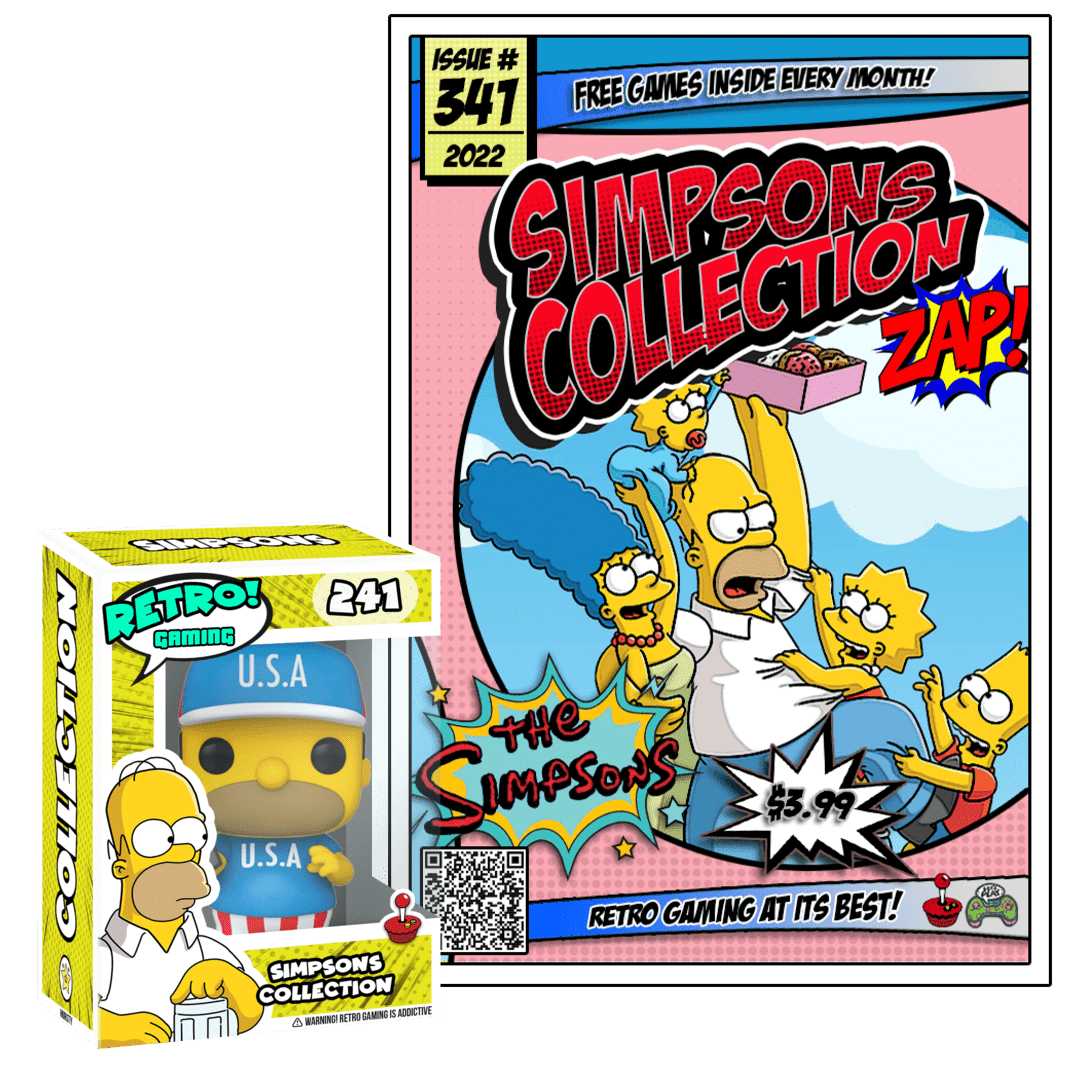 ISSUE #
341
2022
FREE GAMES INSIDE EVERY MONTH!
SIMPSONS
COLLECTION
ZAP!
THE
SIMPSONS
$3.99
RETRO GAMING AT ITS BEST!
SIMPSONS
COLLECTION
RETRO!
GAMING
241
U.S.A
U.S.A
SIMPSONS
COLLECTION
WARNING! RETRO GAMING IS ADDICTIVE